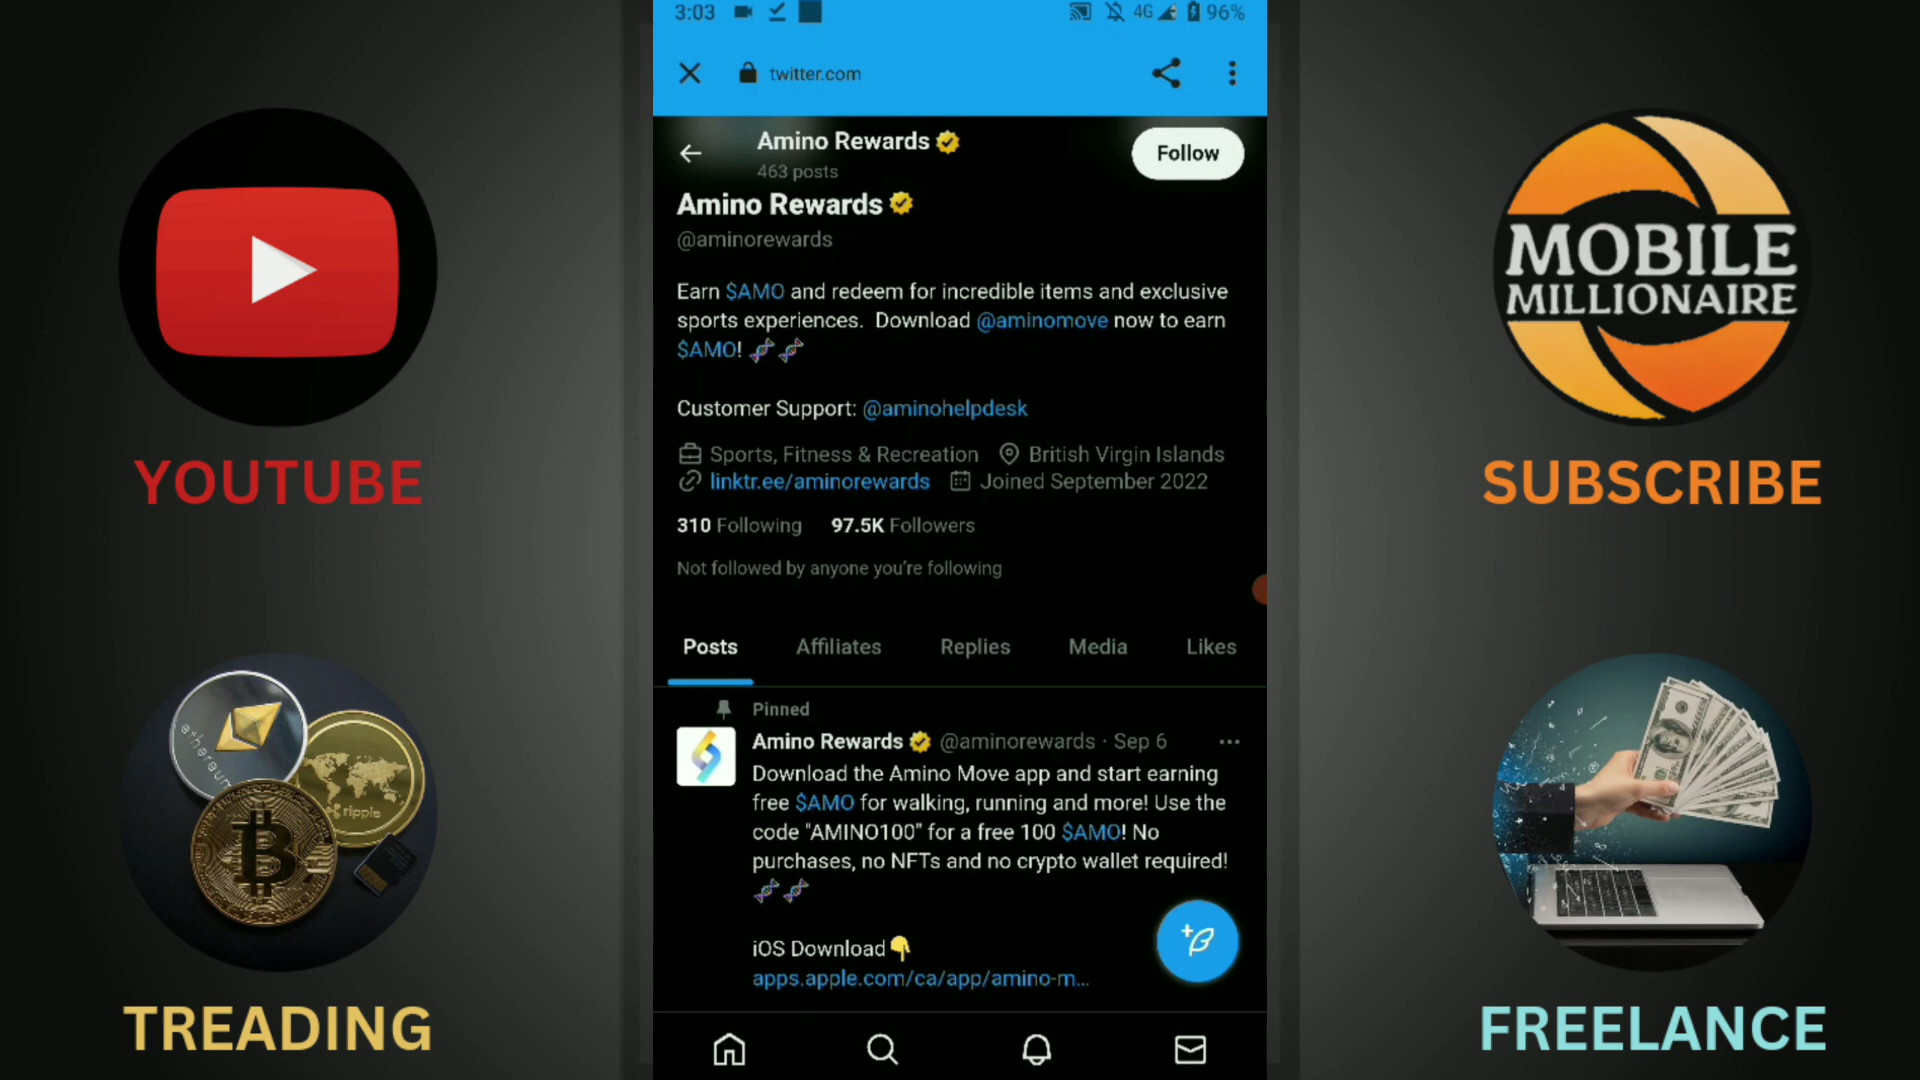 3:03
4G
96%
twitter.com
Amino Rewards
463 posts
Follow
Amino Rewards
@aminorewards
Earn $AMO and redeem for incredible items and exclusive
sports experiences. Download @aminomove now to earn
$AMO!
Customer Support: @aminohelpdesk
Sports, Fitness & Recreation British Virgin Islands
linktr.ee/aminorewards Joined September 2022
310 Following 97.5K Followers
Not followed by anyone you're following
Posts Affiliates Replies Media Likes
Pinned
Amino Rewards @aminorewards · Sep 6
Download the Amino Move app and start earning
free $AMO for walking, running and more! Use the
code "AMINO100" for a free 100 $AMO! No
purchases, no NFTs and no crypto wallet required!
iOS Download
apps.apple.com/ca/app/amino-m...
YOUTUBE
ethereum
ripple
TREADING
MOBILE
MILLIONAIRE
SUBSCRIBE
FREELANCE